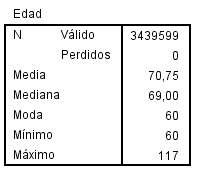 Edad
N Válido 3439599
Perdidos 0
Media 70,75
Mediana 69,00
Moda 60
Mínimo 60
Máximo 117